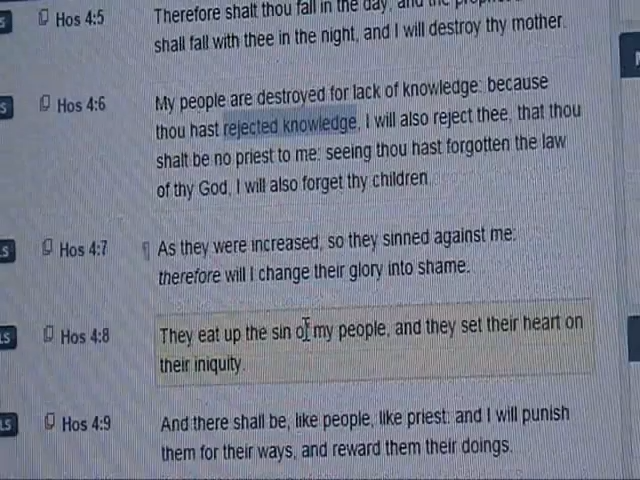 Hos 4:5
Therefore shalt thou fall in the day, and the
shall fall with thee in the night, and I will destroy thy mother.
Hos 4:6
My people are destroyed for lack of knowledge: because
thou hast rejected knowledge, I will also reject thee, that thou
shalt be no priest to me: seeing thou hast forgotten the law
of thy God, I will also forget thy children.
LS
Hos 4:7
¶ As they were increased, so they sinned against me:
therefore will I change their glory into shame.
LS
Hos 4:8
They eat up the sin of my people, and they set their heart on
their iniquity.
LS
Hos 4:9
And there shall be, like people, like priest: and I will punish
them for their ways, and reward them their doings.